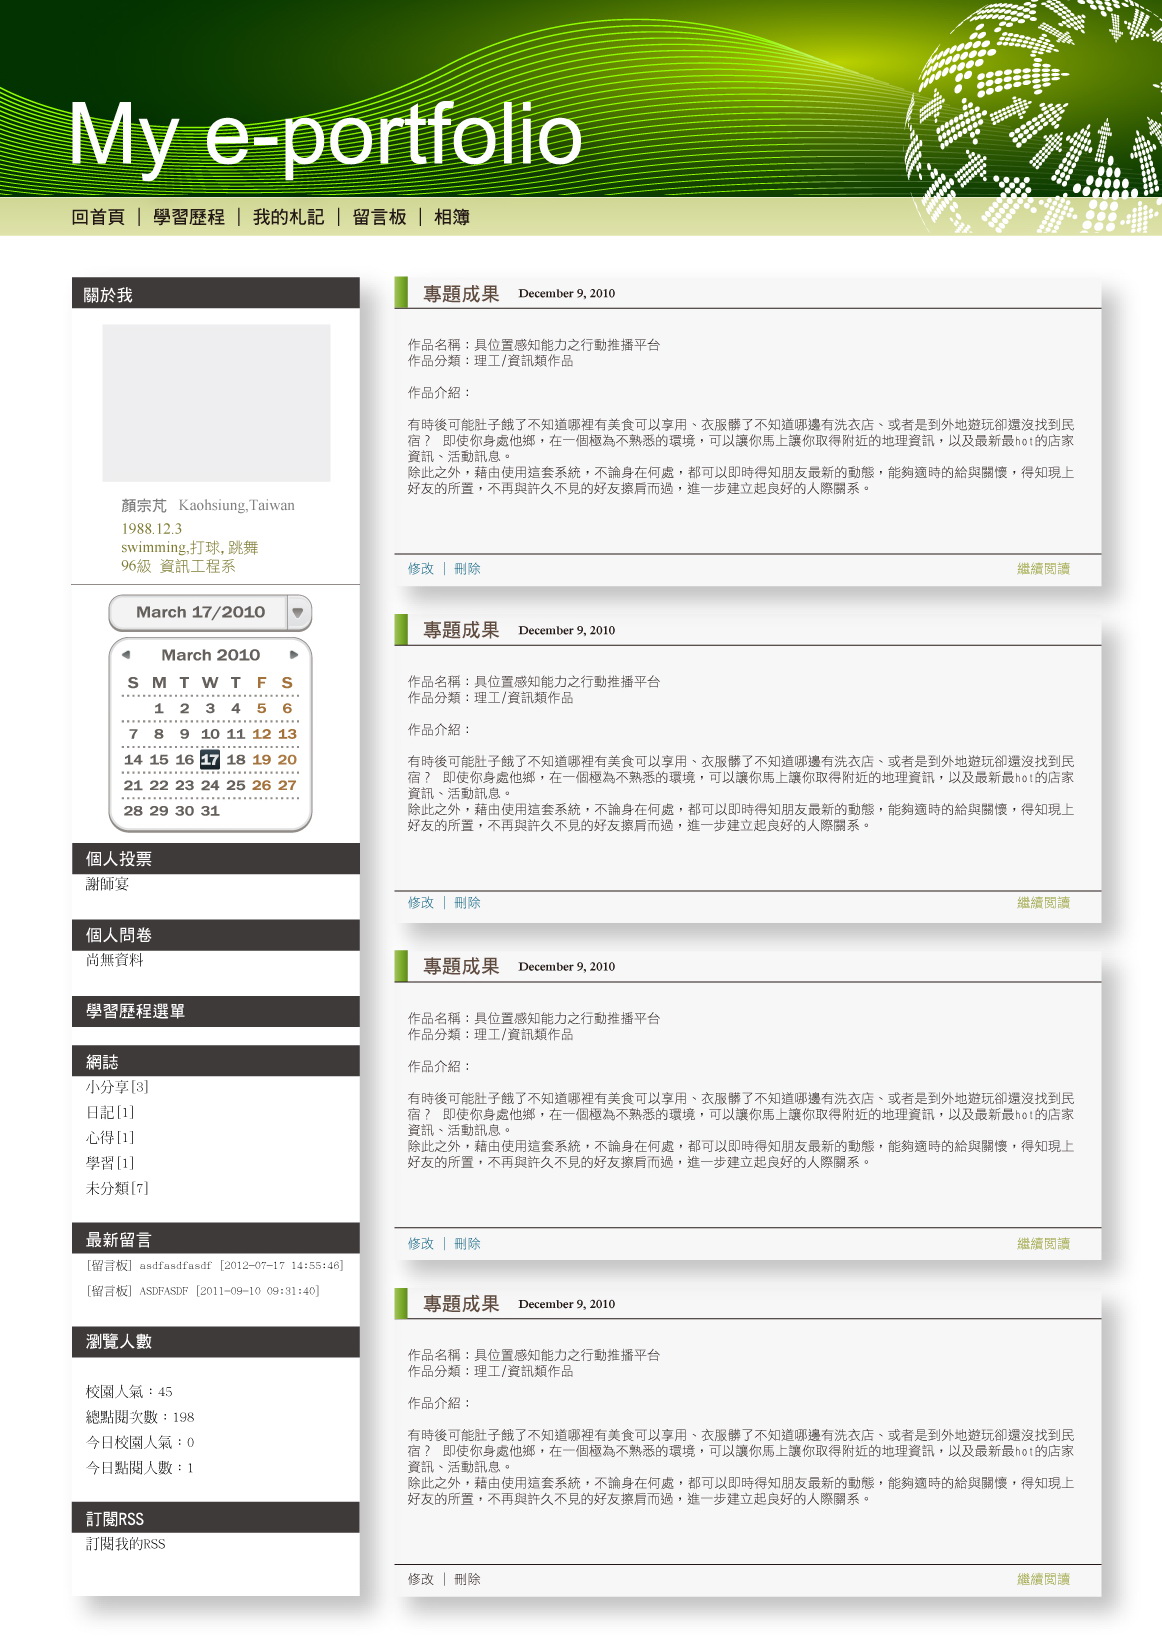 My e-portfolio
回首頁 | 學習歷程 | 我的札記 | 留言板 | 相簿
關於我
顏宗芃 Kaohsiung,Taiwan
1988.12.3
swimming,打球,跳舞
96級 資訊工程系
March 17/2010
March 2010
S M T W T F S
1 2 3 4 5 6
7 8 9 10 11 12 13
14 15 16 17 18 19 20
21 22 23 24 25 26 27
28 29 30 31
個人投票
謝師宴
個人問卷
尚無資料
學習歷程選單
網誌
小分享[3]
日記[1]
心得[1]
學習[1]
未分類[7]
最新留言
[留言板] asdfasdfasdf [2012-07-17 14:55:46]
[留言板] ASDFASDF [2011-09-10 09:31:40]
瀏覽人數
校園人氣：45
總點閱次數：198
今日校園人氣：0
今日點閱人數：1
訂閱RSS
訂閱我的RSS
專題成果 December 9, 2010
作品名稱：具位置感知能力之行動推播平台
作品分類：理工/資訊類作品
作品介紹：
有時後可能肚子餓了不知道哪裡有美食可以享用、衣服髒了不知道哪邊有洗衣店、或者是到外地遊玩卻還沒找到民
宿？ 即使你身處他鄉，在一個極為不熟悉的環境，可以讓你馬上讓你取得附近的地理資訊，以及最新最hot的店家
資訊、活動訊息。
除此之外，藉由使用這套系統，不論身在何處，都可以即時得知朋友最新的動態，能夠適時的給與關懷，得知現上
好友的所置，不再與許久不見的好友擦肩而過，進一步建立起良好的人際關系。
修改 | 刪除 繼續閱讀
專題成果 December 9, 2010
作品名稱：具位置感知能力之行動推播平台
作品分類：理工/資訊類作品
作品介紹：
有時後可能肚子餓了不知道哪裡有美食可以享用、衣服髒了不知道哪邊有洗衣店、或者是到外地遊玩卻還沒找到民
宿？ 即使你身處他鄉，在一個極為不熟悉的環境，可以讓你馬上讓你取得附近的地理資訊，以及最新最hot的店家
資訊、活動訊息。
除此之外，藉由使用這套系統，不論身在何處，都可以即時得知朋友最新的動態，能夠適時的給與關懷，得知現上
好友的所置，不再與許久不見的好友擦肩而過，進一步建立起良好的人際關系。
修改 | 刪除 繼續閱讀
專題成果 December 9, 2010
作品名稱：具位置感知能力之行動推播平台
作品分類：理工/資訊類作品
作品介紹：
有時後可能肚子餓了不知道哪裡有美食可以享用、衣服髒了不知道哪邊有洗衣店、或者是到外地遊玩卻還沒找到民
宿？ 即使你身處他鄉，在一個極為不熟悉的環境，可以讓你馬上讓你取得附近的地理資訊，以及最新最hot的店家
資訊、活動訊息。
除此之外，藉由使用這套系統，不論身在何處，都可以即時得知朋友最新的動態，能夠適時的給與關懷，得知現上
好友的所置，不再與許久不見的好友擦肩而過，進一步建立起良好的人際關系。
修改 | 刪除 繼續閱讀
專題成果 December 9, 2010
作品名稱：具位置感知能力之行動推播平台
作品分類：理工/資訊類作品
作品介紹：
有時後可能肚子餓了不知道哪裡有美食可以享用、衣服髒了不知道哪邊有洗衣店、或者是到外地遊玩卻還沒找到民
宿？ 即使你身處他鄉，在一個極為不熟悉的環境，可以讓你馬上讓你取得附近的地理資訊，以及最新最hot的店家
資訊、活動訊息。
除此之外，藉由使用這套系統，不論身在何處，都可以即時得知朋友最新的動態，能夠適時的給與關懷，得知現上
好友的所置，不再與許久不見的好友擦肩而過，進一步建立起良好的人際關系。
修改 | 刪除 繼續閱讀